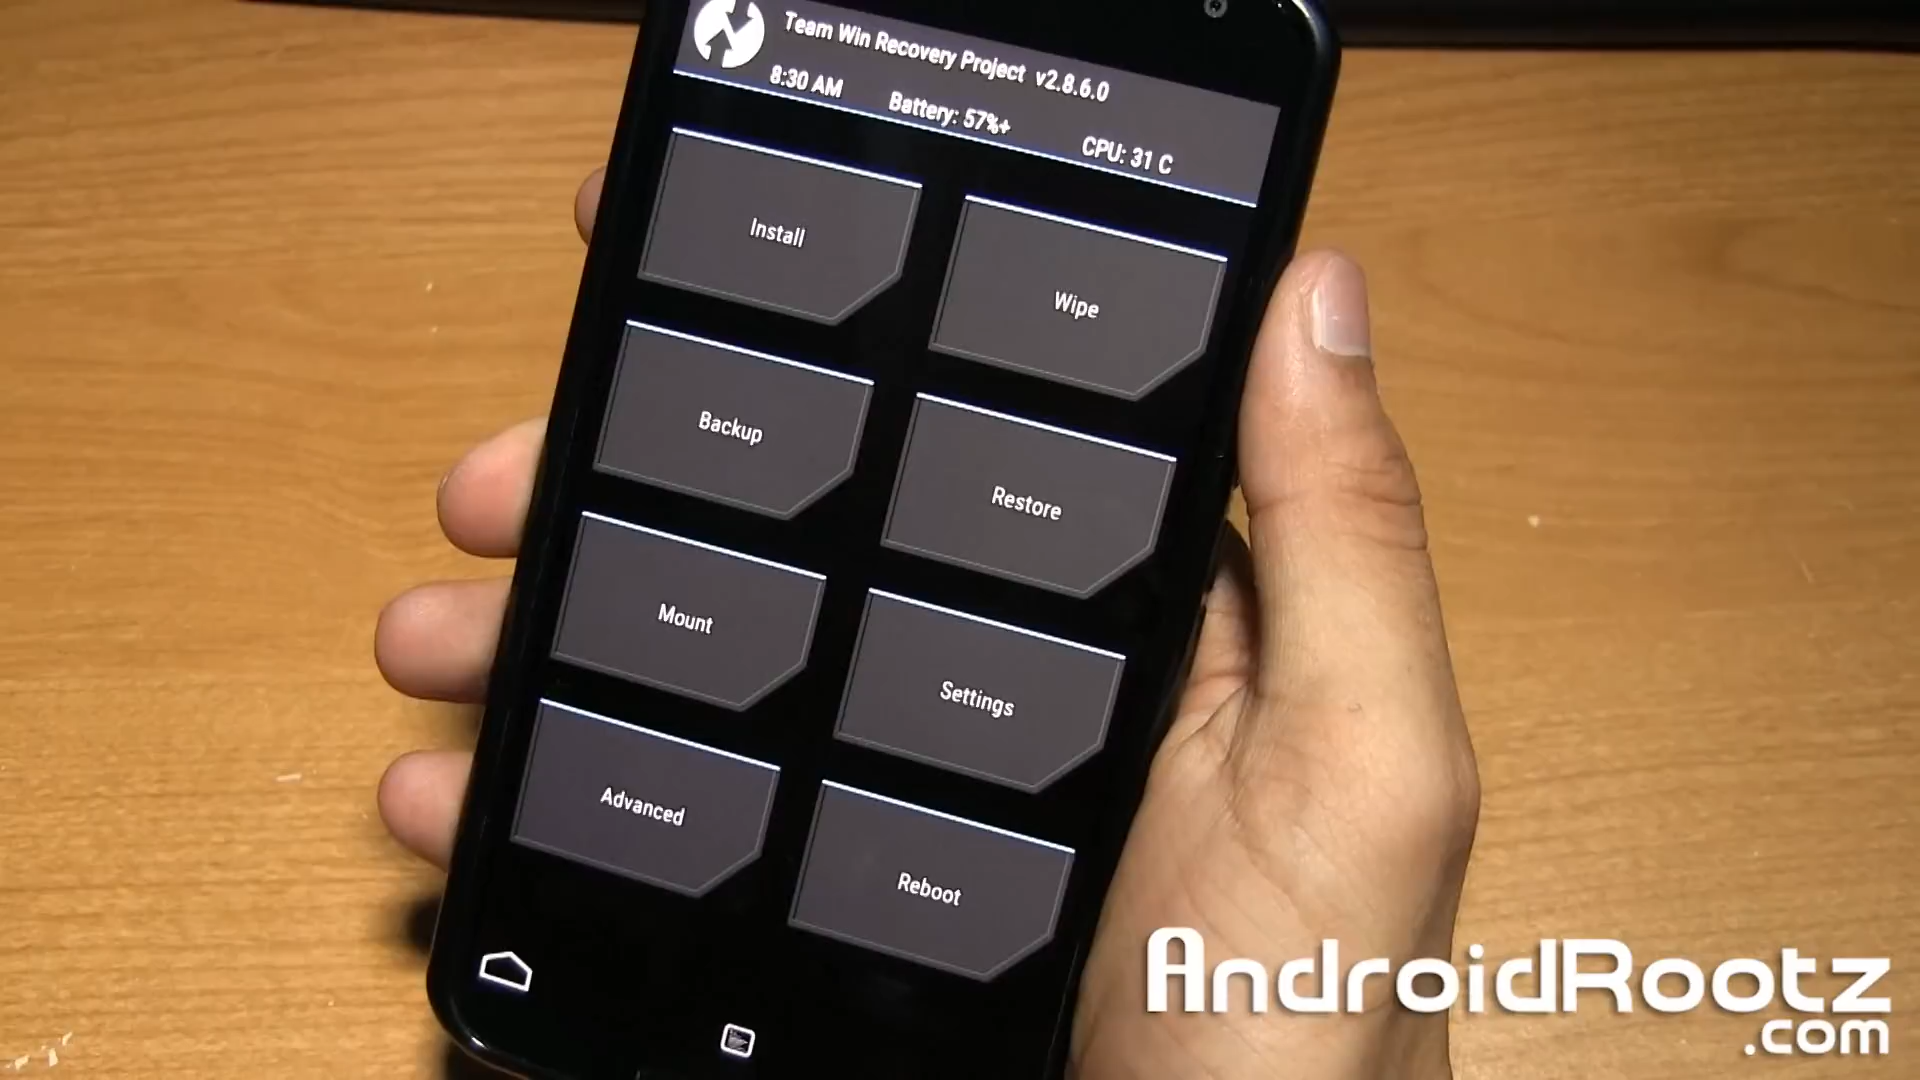 Team Win Recovery Project v2.8.6.0
8:30 AM Battery: 57%+ CPU: 31 C
Install
Wipe
Backup
Restore
Mount
Settings
Advanced
Reboot
AndroidRootz
.com